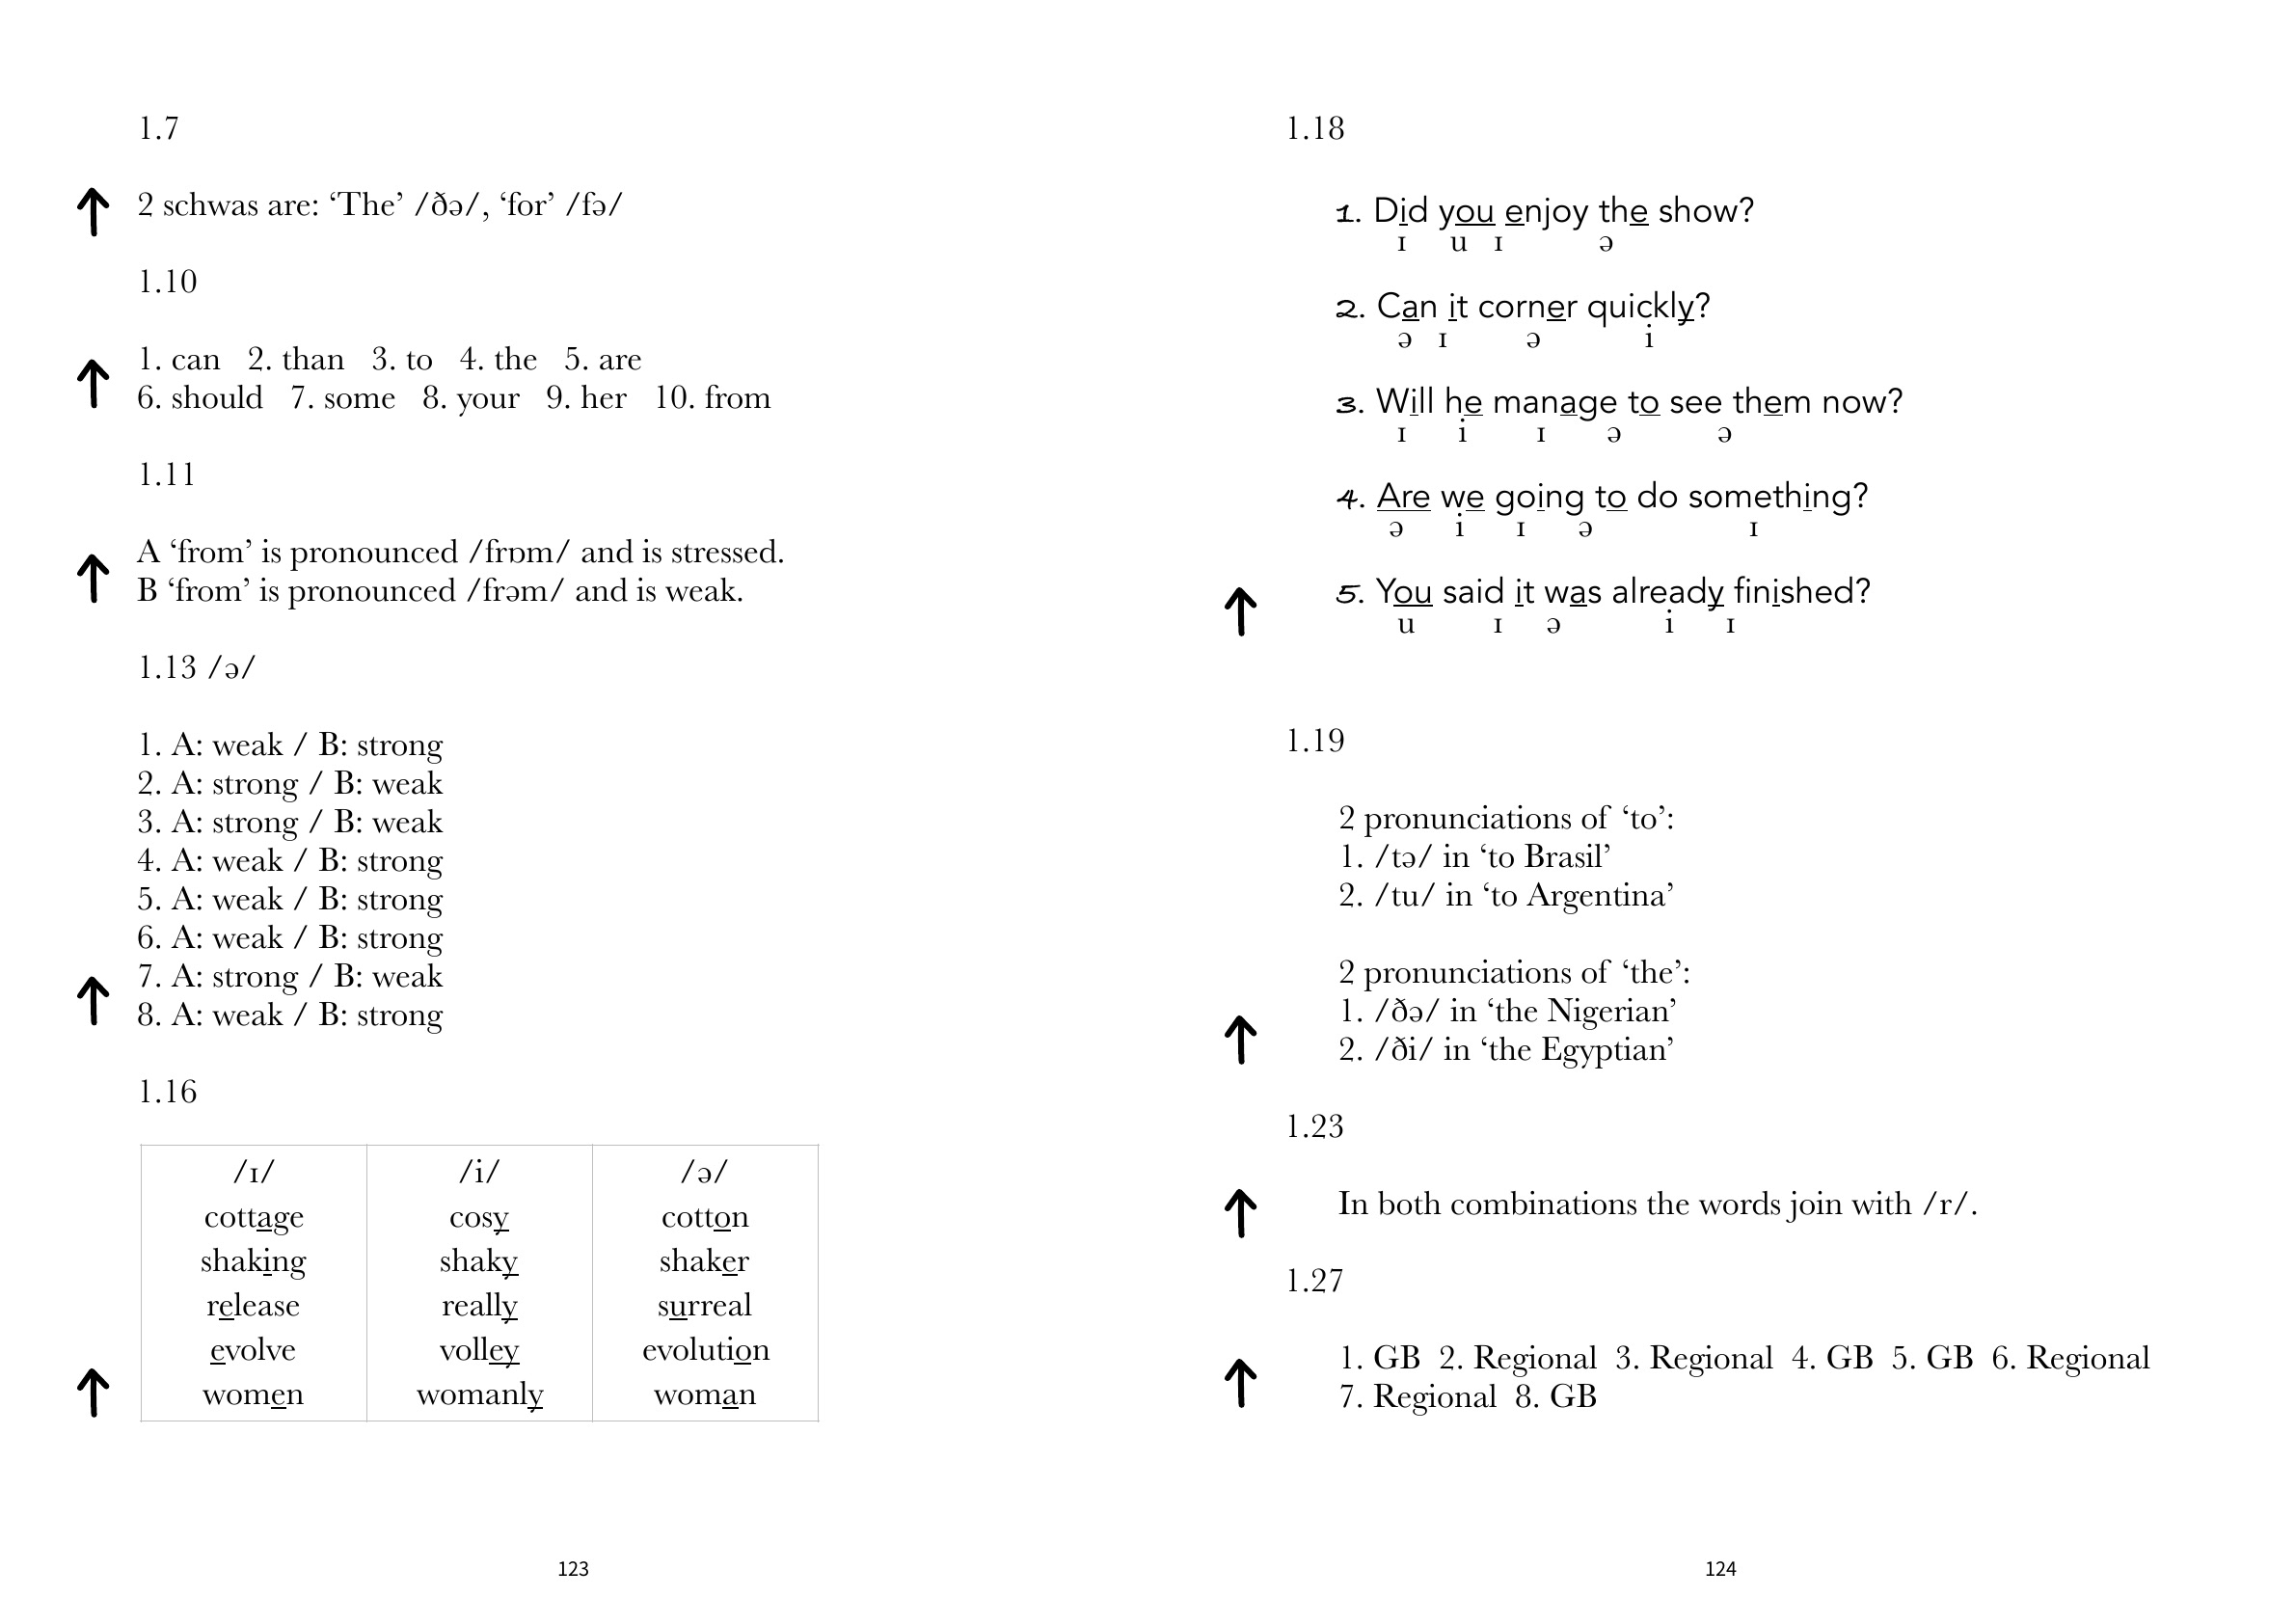 1.7
2 schwas are: ‘The’ /ðə/, ‘for’ /fə/
1.10
1. can 2. than 3. to 4. the 5. are
6. should 7. some 8. your 9. her 10. from
1.11
A ‘from’ is pronounced /frɒm/ and is stressed.
B ‘from’ is pronounced /frəm/ and is weak.
1.13 /ə/
1. A: weak / B: strong
2. A: strong / B: weak
3. A: strong / B: weak
4. A: weak / B: strong
5. A: weak / B: strong
6. A: weak / B: strong
7. A: strong / B: weak
8. A: weak / B: strong
1.16
/ɪ/ /i/ /ə/
cottage cosy cotton
shaking shaky shaker
release really surreal
evolve volley evolution
women womanly woman
123
1.18
1. Did you enjoy the show?
ɪ u ɪ ə
2. Can it corner quickly?
ə ɪ ə i
3. Will he manage to see them now?
ɪ i ɪ ə ə
4. Are we going to do something?
ə i ɪ ə ɪ
5. You said it was already finished?
u ɪ ə i ɪ
1.19
2 pronunciations of ‘to’:
1. /tə/ in ‘to Brasil’
2. /tu/ in ‘to Argentina’
2 pronunciations of ‘the’:
1. /ðə/ in ‘the Nigerian’
2. /ði/ in ‘the Egyptian’
1.23
In both combinations the words join with /r/.
1.27
1. GB 2. Regional 3. Regional 4. GB 5. GB 6. Regional
7. Regional 8. GB
124